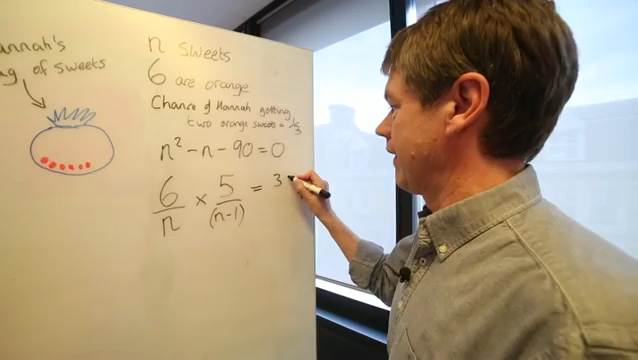 annah's
ag of sweets
n sweets
6 are orange
Chance of Hannah getting
two orange sweets = 1/3
n² - n - 90 = 0
6/n × 5/(n-1) = 3